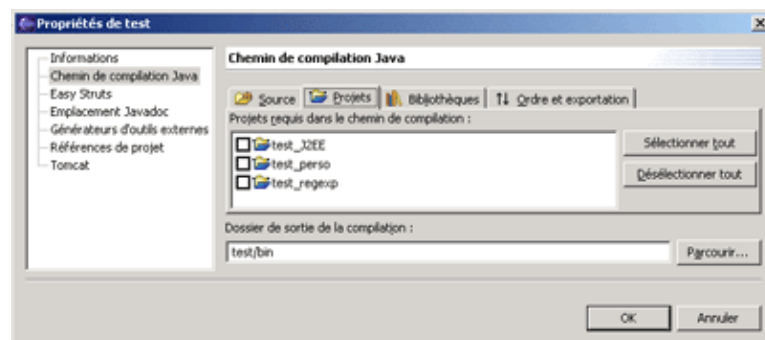 Propriétés de test
Informations
Chemin de compilation Java
Easy Struts
Emplacement Javadoc
Générateurs d'outils externes
Références de projet
Tomcat
Chemin de compilation Java
Source Projets Bibliothèques Ordre et exportation
Projets requis dans le chemin de compilation :
test_J2EE
test_perso
test_regexp
Sélectionner tout
Désélectionner tout
Dossier de sortie de la compilation :
test/bin
Parcourir...
OK Annuler